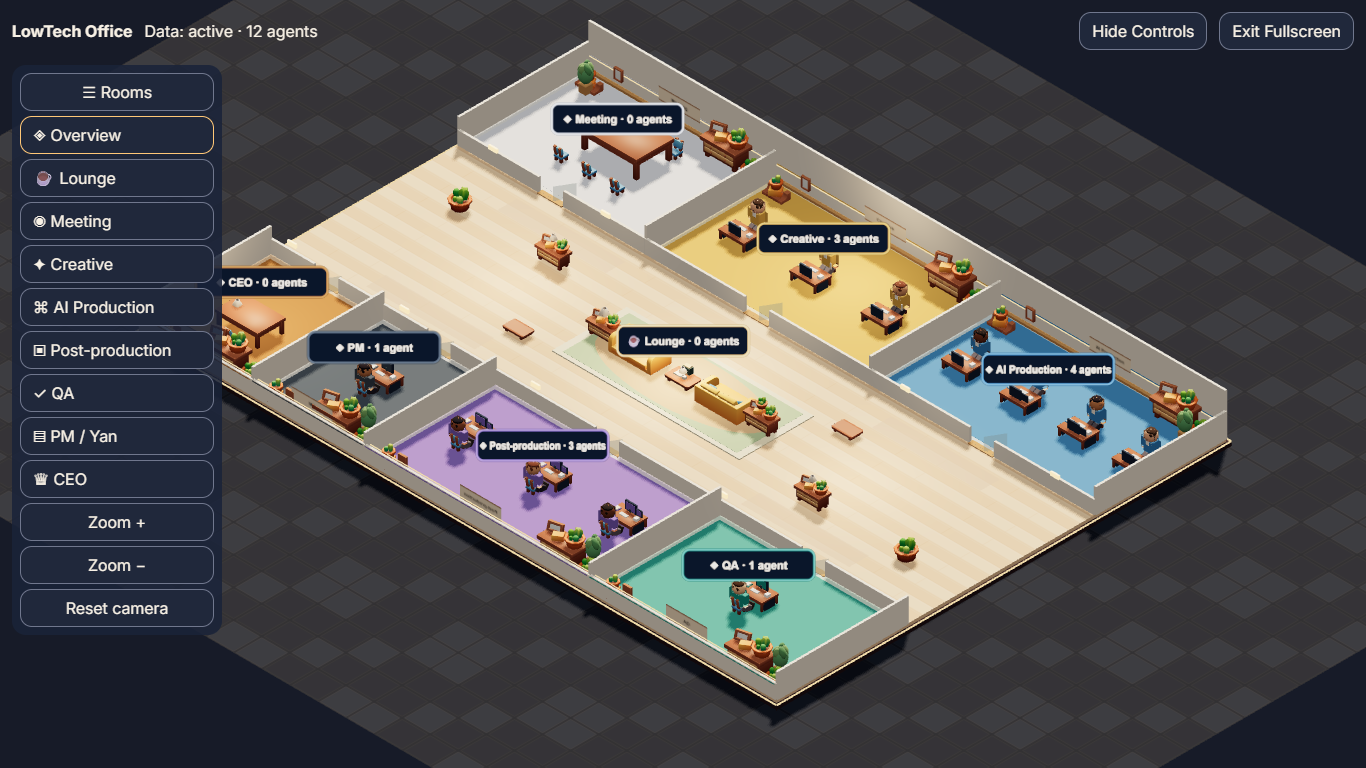 LowTech Office Data: active · 12 agents
Hide Controls
Exit Fullscreen
☰ Rooms
◈ Overview
Lounge
◉ Meeting
✦ Creative
⌘ AI Production
▣ Post-production
✓ QA
▤ PM / Yan
♛ CEO
Zoom +
Zoom −
Reset camera
◆ Meeting · 0 agents
◆ Creative · 3 agents
◆ CEO · 0 agents
◆ PM · 1 agent
Lounge · 0 agents
◆ AI Production · 4 agents
◆ Post-production · 3 agents
◆ QA · 1 agent